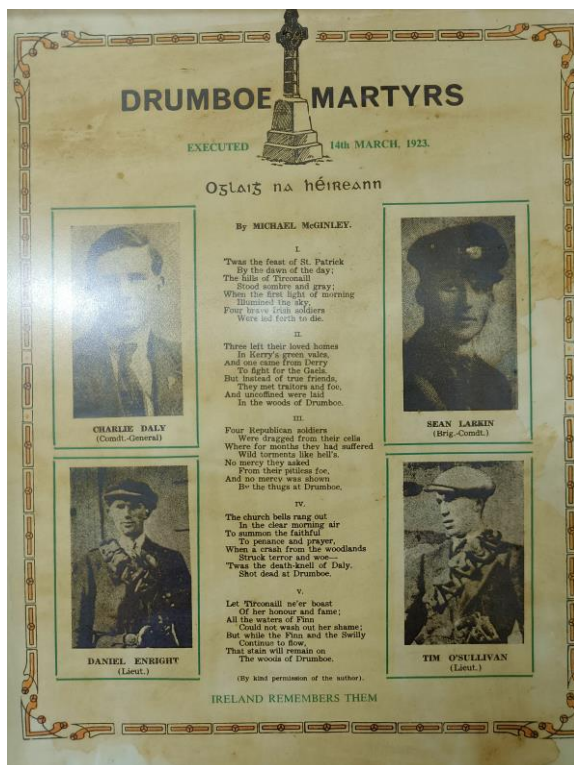 DRUMBOE MARTYRS
EXECUTED 14th MARCH, 1923.
Oglaiġ na hÉireann
By MICHAEL McGINLEY.
I.
'Twas the feast of St. Patrick
By the dawn of the day;
The hills of Tirconaill
Stood sombre and gray;
When the first light of morning
Illumined the sky,
Four brave Irish soldiers
Were led forth to die.
II.
Three left their loved homes
In Kerry's green vales,
And one came from Derry
To fight for the Gaels.
But instead of true friends,
They met traitors and foe,
And uncoffined were laid
In the woods of Drumboe.
III.
Four Republican soldiers
Were dragged from their cells
Where for months they had suffered
Wild torments like hell's.
No mercy they asked
From their pitiless foe,
And no mercy was shown
By the thugs at Drumboe.
IV.
The church bells rang out
In the clear morning air
To summon the faithful
To penance and prayer,
When a crash from the woodlands
Struck terror and woe—
'Twas the death-knell of Daly.
Shot dead at Drumboe.
V.
Let Tirconaill ne'er boast
Of her honour and fame;
All the waters of Finn
Could not wash out her shame;
But while the Finn and the Swilly
Continue to flow,
That stain will remain on
The woods of Drumboe.
(By kind permission of the author).
CHARLIE DALY
(Comdt.-General)
SEAN LARKIN
(Brig.-Comdt.)
DANIEL ENRIGHT
(Lieut.)
TIM O'SULLIVAN
(Lieut.)
IRELAND REMEMBERS THEM